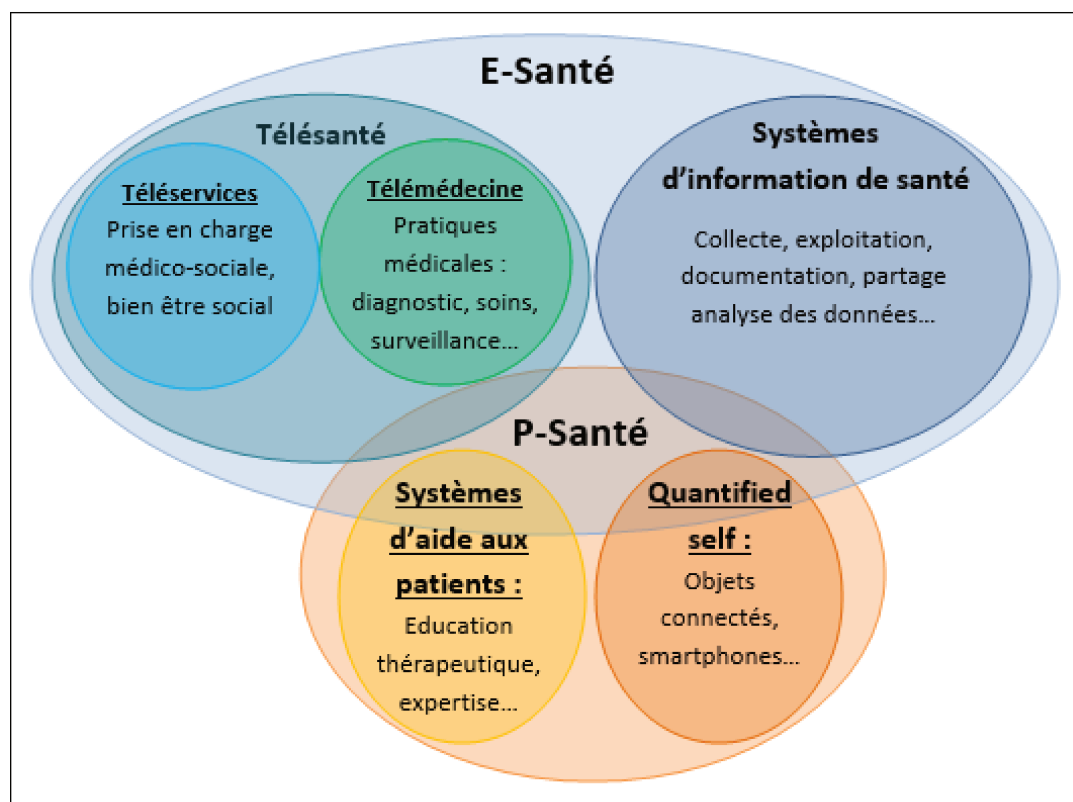 E-Santé
Télésanté
Téléservices
Prise en charge
médico-sociale,
bien être social
Télémédecine
Pratiques
médicales :
diagnostic, soins,
surveillance...
Systèmes
d'information de santé
Collecte, exploitation,
documentation, partage
analyse des données...
P-Santé
Systèmes
d'aide aux
patients :
Education
thérapeutique,
expertise...
Quantified
self :
Objets
connectés,
smartphones...